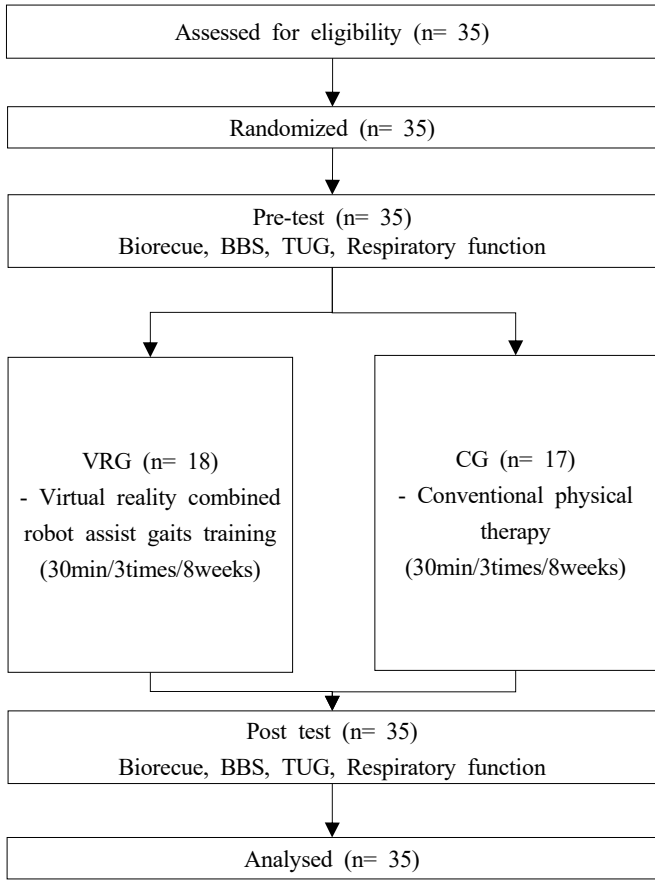 Assessed for eligibility (n= 35)
Randomized (n= 35)
Pre-test (n= 35)
Biorecue, BBS, TUG, Respiratory function
VRG (n= 18)
- Virtual reality combined
robot assist gaits training
(30min/3times/8weeks)
CG (n= 17)
- Conventional physical
therapy
(30min/3times/8weeks)
Post test (n= 35)
Biorecue, BBS, TUG, Respiratory function
Analysed (n= 35)